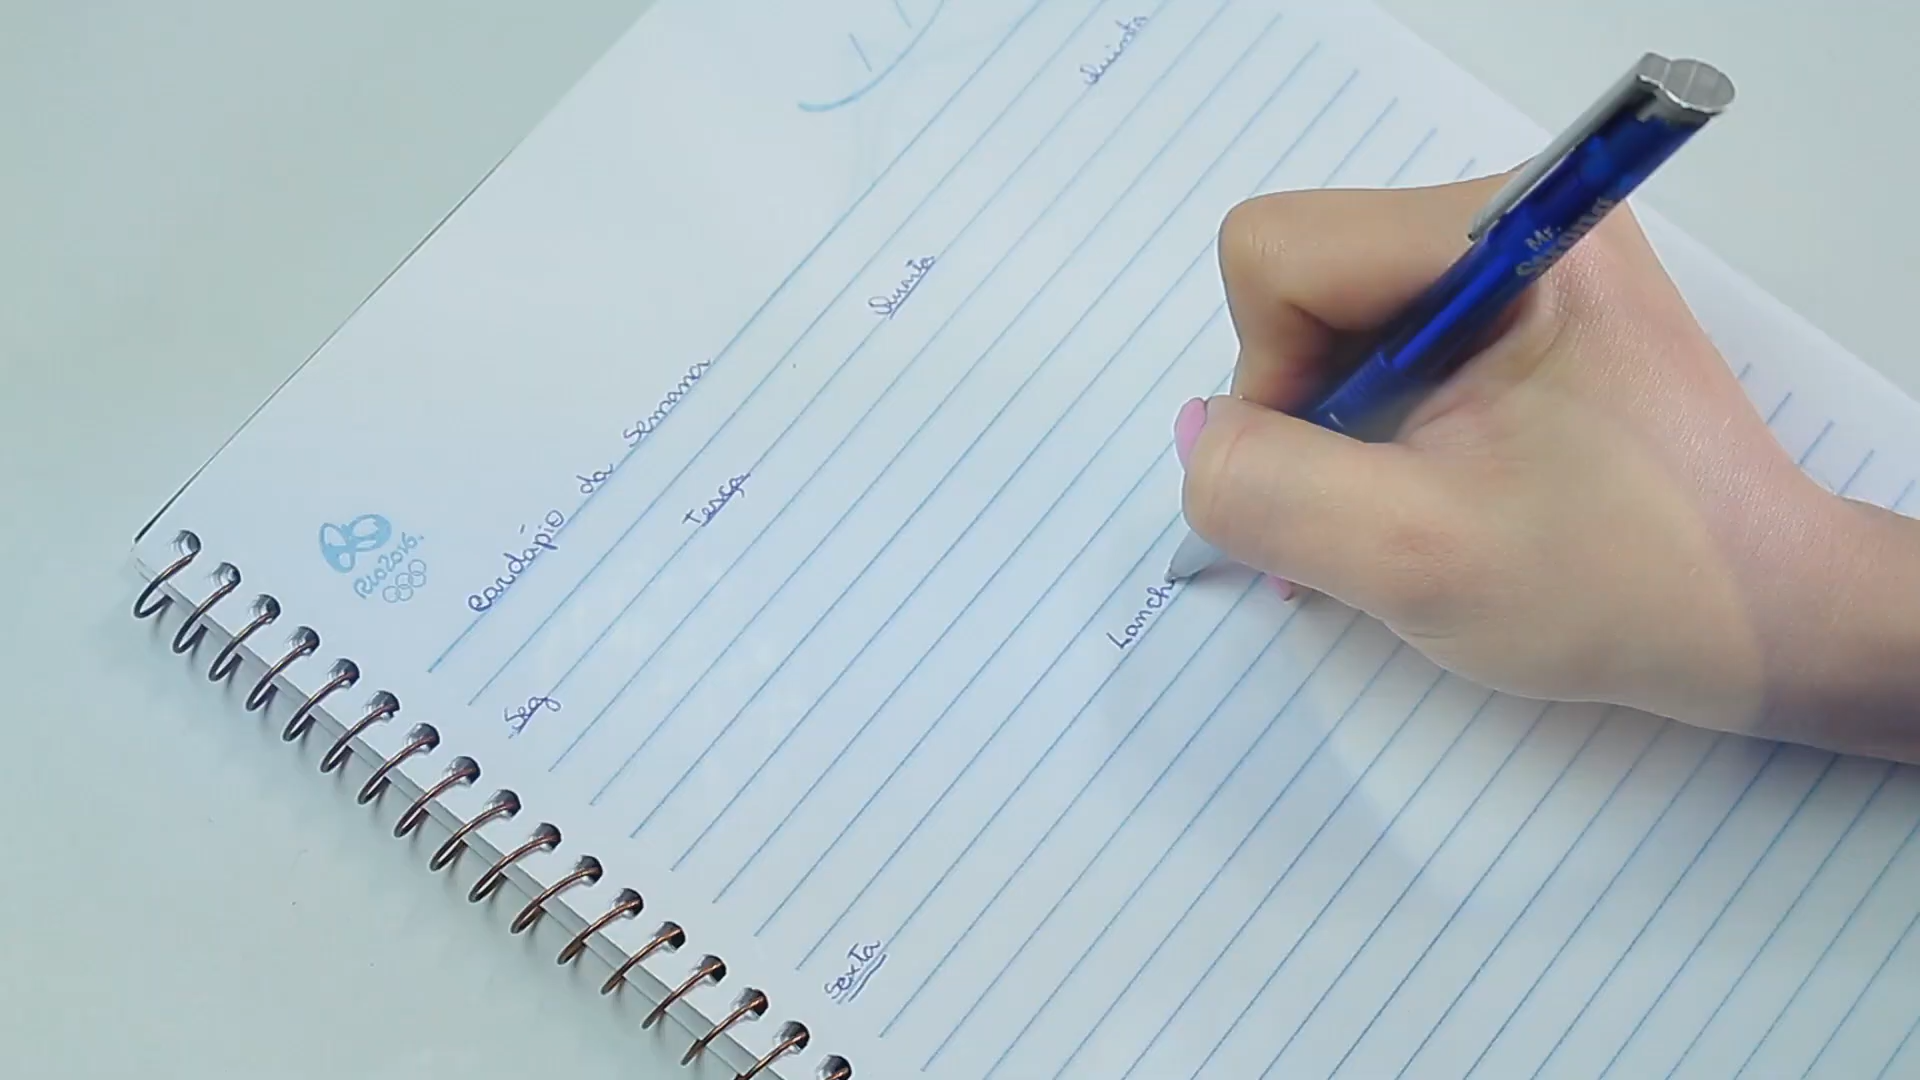 Rio2016
Cardápio da Semana
Seg Terça Quarta Quinta
Sexta Lanch
Mr.